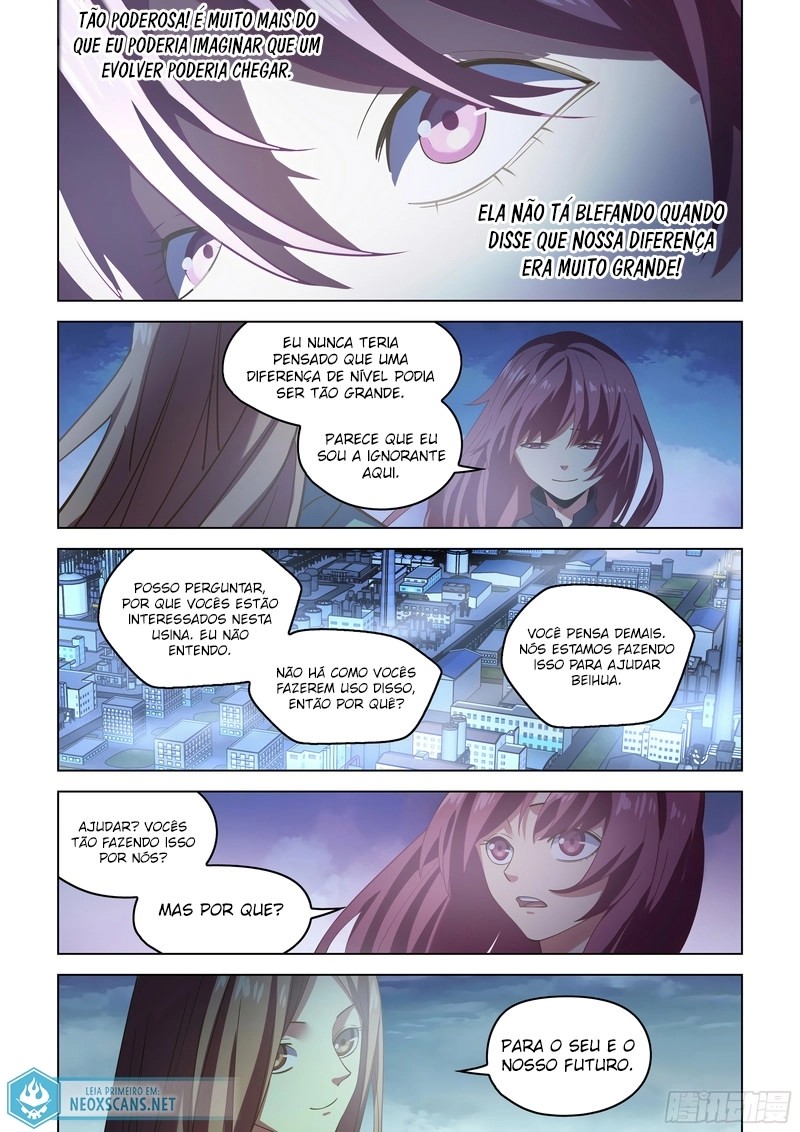 TÃO PODEROSA! É MUITO MAIS DO
QUE EU PODERIA IMAGINAR QUE UM
EVOLVER PODERIA CHEGAR.
ELA NÃO TÁ BLEFANDO QUANDO
DISSE QUE NOSSA DIFERENÇA
ERA MUITO GRANDE!
EU NUNCA TERIA
PENSADO QUE UMA
DIFERENÇA DE NÍVEL PODIA
SER TÃO GRANDE.
PARECE QUE EU
SOU A IGNORANTE
AQUI.
POSSO PERGUNTAR,
POR QUE VOCÊS ESTÃO
INTERESSADOS NESTA
USINA. EU NÃO
ENTENDO.
NÃO HÁ COMO VOCÊS
FAZEREM USO DISSO,
ENTÃO POR QUÊ?
VOCÊ PENSA DEMAIS.
NÓS ESTAMOS FAZENDO
ISSO PARA AJUDAR
BEIHUA.
AJUDAR? VOCÊS
TÃO FAZENDO ISSO
POR NÓS?
MAS POR QUE?
PARA O SEU E O
NOSSO FUTURO.
LEIA PRIMEIRO EM:
NEOXSCANS.NET
腾讯动漫